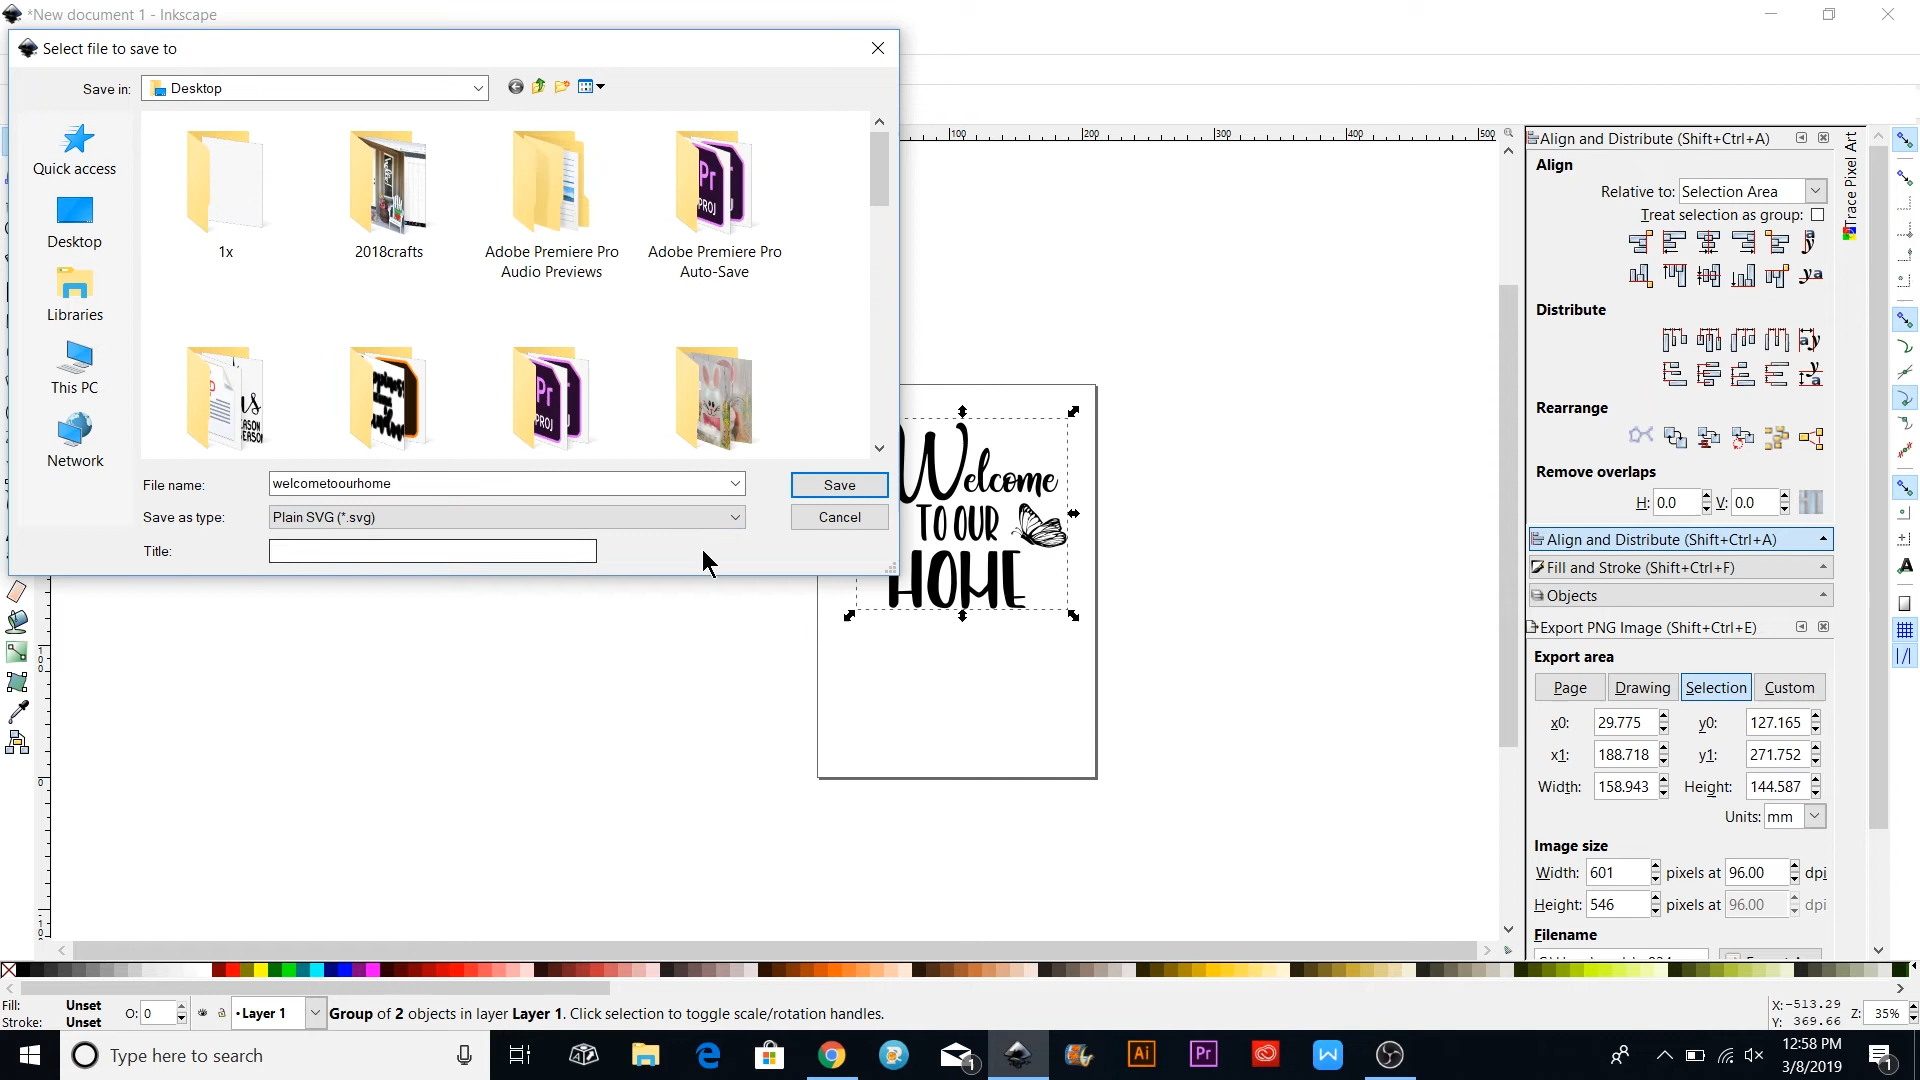 *New document 1 - Inkscape
Select file to save to
Save in:
Desktop
Quick access
Desktop
Libraries
This PC
Network
1x
2018crafts
Adobe Premiere Pro
Audio Previews
Adobe Premiere Pro
Auto-Save
File name:
welcometoourhome
Save
Save as type:
Plain SVG (*.svg)
Cancel
Title:
100
200
300
400
500
Welcome
TO OUR
HOME
Align and Distribute (Shift+Ctrl+A)
Trace Pixel Art
Align
Relative to: Selection Area
Treat selection as group:
Distribute
Rearrange
Remove overlaps
H: 0.0 V: 0.0
Align and Distribute (Shift+Ctrl+A)
Fill and Stroke (Shift+Ctrl+F)
Objects
Export PNG Image (Shift+Ctrl+E)
Export area
Page Drawing Selection Custom
x0: 29.775 y0: 127.165
x1: 188.718 y1: 271.752
Width: 158.943 Height: 144.587
Units: mm
Image size
Width: 601 pixels at 96.00 dpi
Height: 546 pixels at 96.00 dpi
Filename
Fill: Unset
Stroke: Unset
O: 0
•Layer 1
Group of 2 objects in layer Layer 1. Click selection to toggle scale/rotation handles.
X:-513.29
Y: 369.66
Z: 35%
Type here to search
12:58 PM
3/8/2019